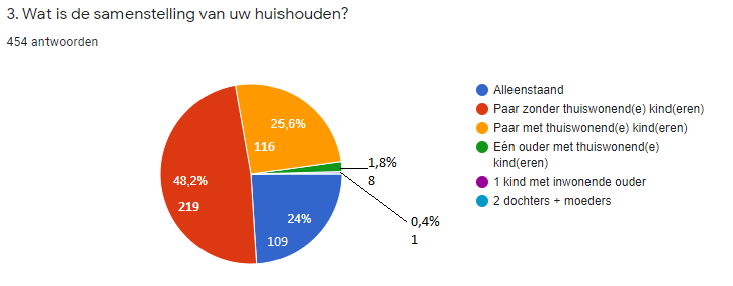 3. Wat is de samenstelling van uw huishouden?
454 antwoorden
25,6%
116
1,8%
8
48,2%
219
24%
109
0,4%
1
Alleenstaand
Paar zonder thuiswonend(e) kind(eren)
Paar met thuiswonend(e) kind(eren)
Eén ouder met thuiswonend(e)
kind(eren)
1 kind met inwonende ouder
2 dochters + moeders